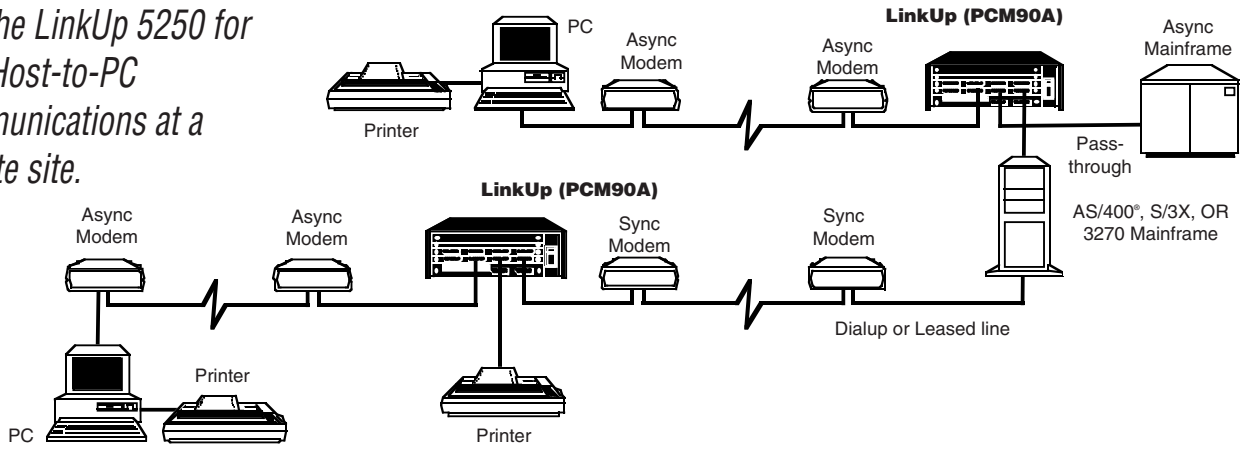 he LinkUp 5250 for
Host-to-PC
munications at a
te site.
PC
Async
Modem
Async
Modem
LinkUp (PCM90A)
Async
Mainframe
Printer
Pass-
through
AS/400®, S/3X, OR
3270 Mainframe
LinkUp (PCM90A)
Async
Modem
Async
Modem
Sync
Modem
Sync
Modem
Dialup or Leased line
Printer
PC
Printer